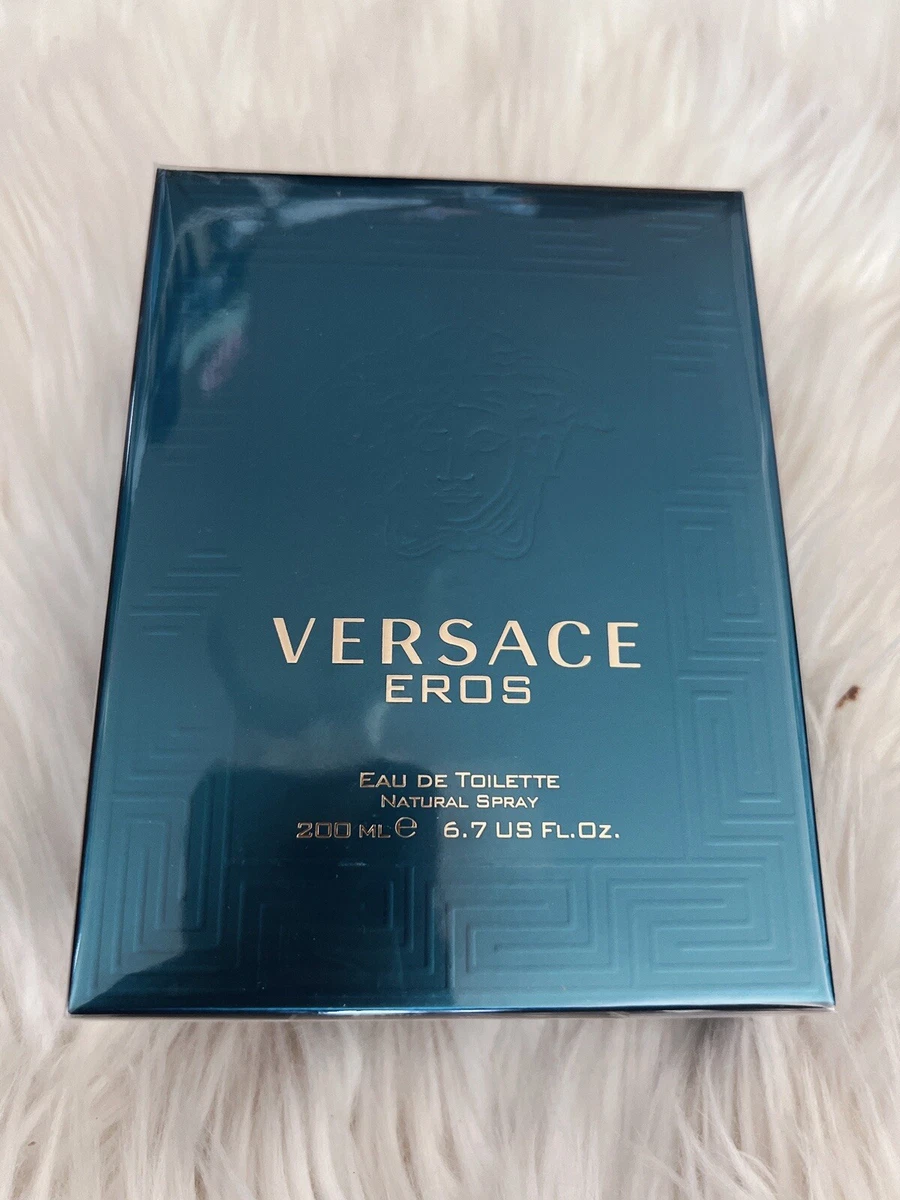 VERSACE
EROS
EAU DE TOILETTE
NATURAL SPRAY
200 ML ℮ 6.7 US FL.OZ.